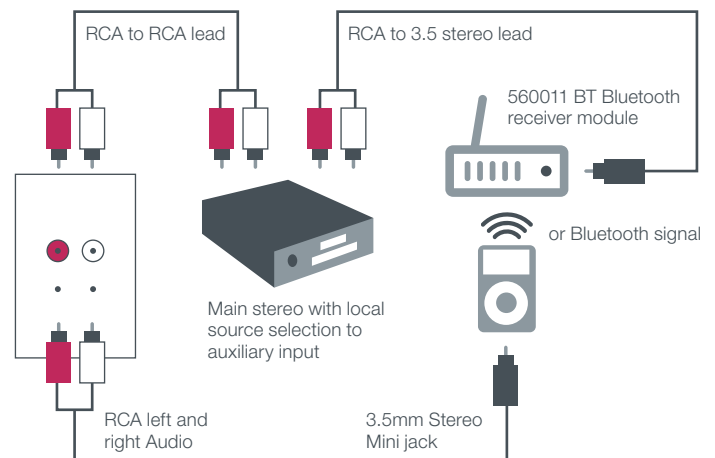 RCA to RCA lead
RCA to 3.5 stereo lead
560011 BT Bluetooth
receiver module
or Bluetooth signal
Main stereo with local
source selection to
auxiliary input
RCA left and
right Audio
3.5mm Stereo
Mini jack